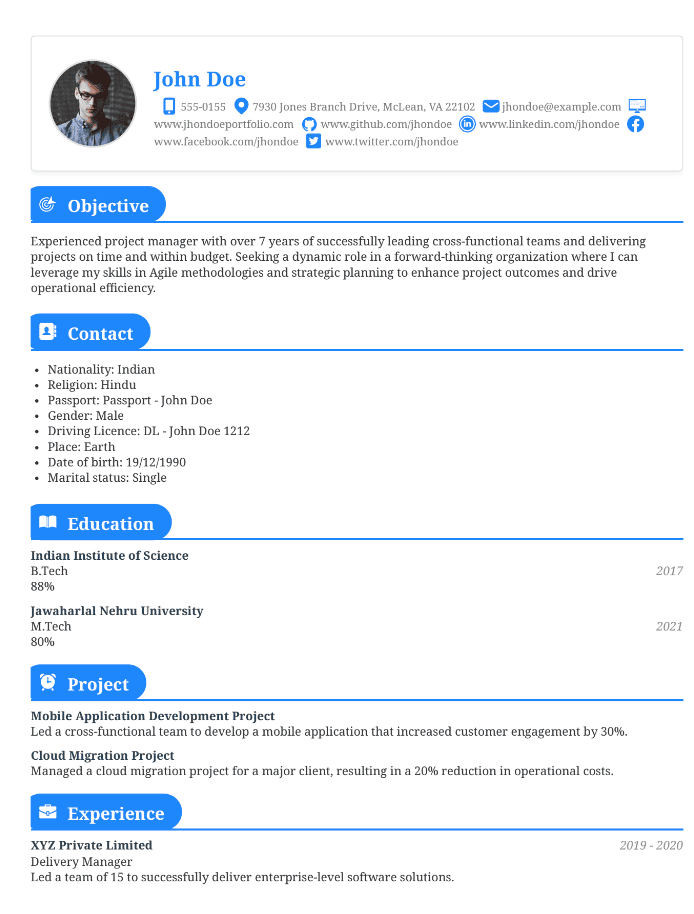 John Doe
555-0155 7930 Jones Branch Drive, McLean, VA 22102 jhondoe@example.com
www.jhondoeportfolio.com www.github.com/jhondoe www.linkedin.com/jhondoe
www.facebook.com/jhondoe www.twitter.com/jhondoe
Objective
Experienced project manager with over 7 years of successfully leading cross-functional teams and delivering
projects on time and within budget. Seeking a dynamic role in a forward-thinking organization where I can
leverage my skills in Agile methodologies and strategic planning to enhance project outcomes and drive
operational efficiency.
Contact
• Nationality: Indian
• Religion: Hindu
• Passport: Passport - John Doe
• Gender: Male
• Driving Licence: DL - John Doe 1212
• Place: Earth
• Date of birth: 19/12/1990
• Marital status: Single
Education
Indian Institute of Science
B.Tech 2017
88%
Jawaharlal Nehru University
M.Tech 2021
80%
Project
Mobile Application Development Project
Led a cross-functional team to develop a mobile application that increased customer engagement by 30%.
Cloud Migration Project
Managed a cloud migration project for a major client, resulting in a 20% reduction in operational costs.
Experience
XYZ Private Limited 2019 - 2020
Delivery Manager
Led a team of 15 to successfully deliver enterprise-level software solutions.